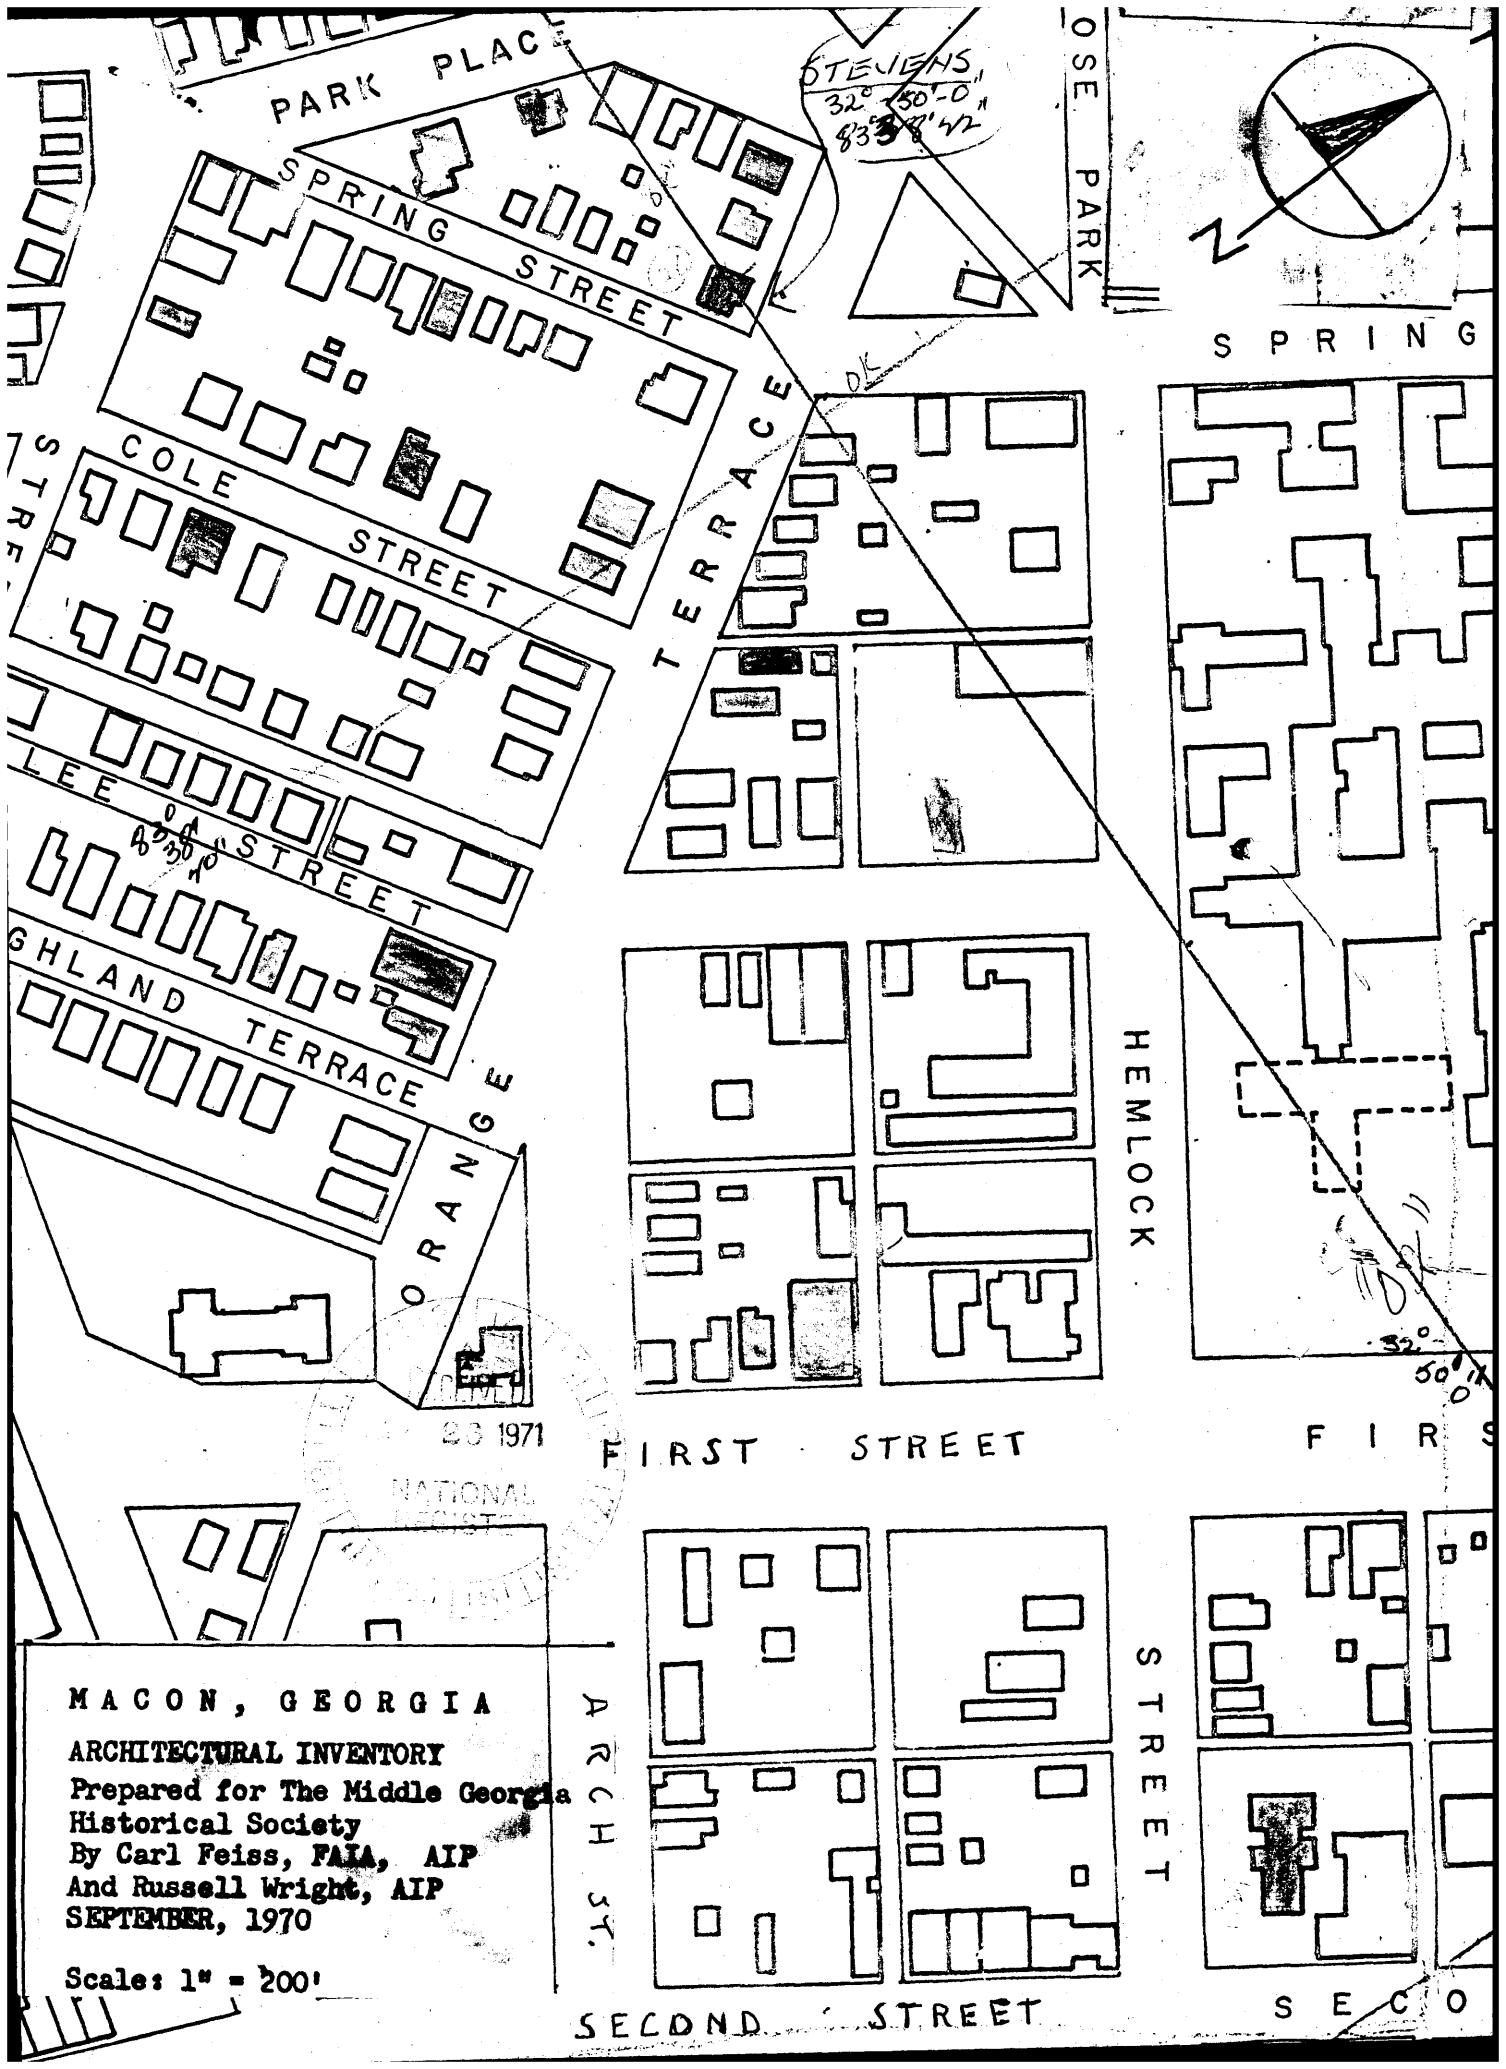 PARK PLACE
STEVENS
32° 50'-0"
OSE PARK
N
SPRING STREET
SPRING
OK
COLE STREET
TERRACE
LEE STREET
GHLAND TERRACE
ORANGE
HEMLOCK
32°
50'
0"
1971
NATIONAL
FIRST STREET
FIRS
STREET
ARCH ST.
MACON, GEORGIA
ARCHITECTURAL INVENTORY
Prepared for The Middle Georgia
Historical Society
By Carl Feiss, FAIA, AIP
And Russell Wright, AIP
SEPTEMBER, 1970
Scale: 1" = 200'
SECOND STREET
SECO